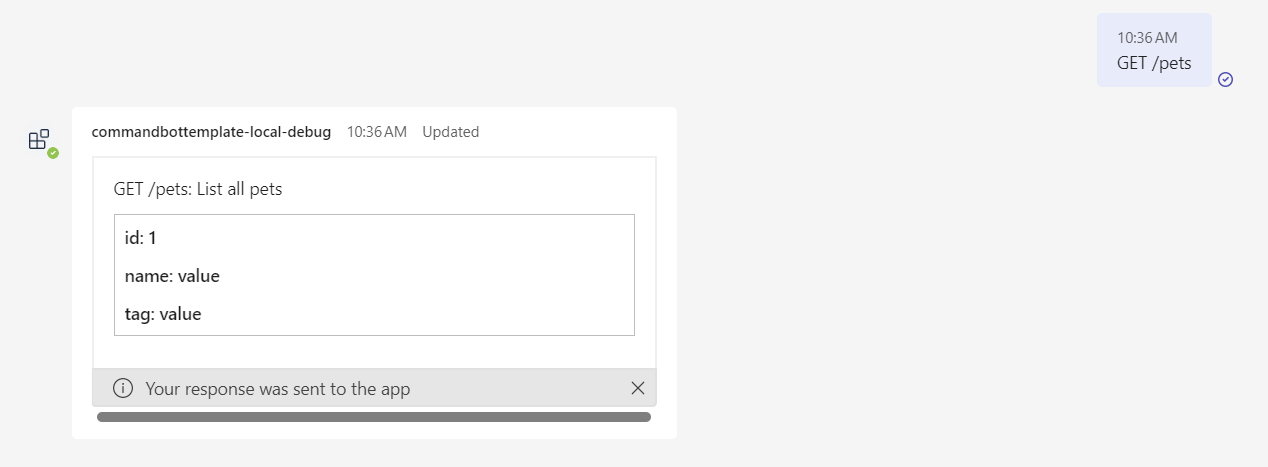 10:36 AM
GET /pets
commandbottemplate-local-debug 10:36 AM Updated
GET /pets: List all pets
id: 1
name: value
tag: value
Your response was sent to the app